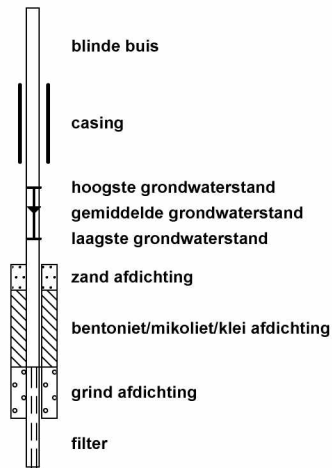 blinde buis
casing
hoogste grondwaterstand
gemiddelde grondwaterstand
laagste grondwaterstand
zand afdichting
bentoniet/mikoliet/klei afdichting
grind afdichting
filter